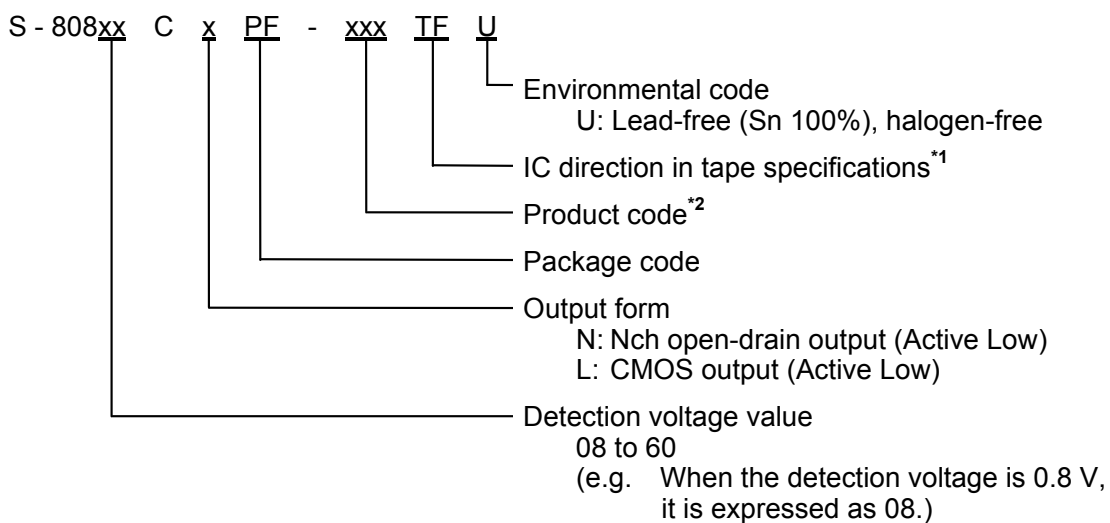 S - 808xx C x PF - xxx TF U
Environmental code
U: Lead-free (Sn 100%), halogen-free
IC direction in tape specifications*1
Product code*2
Package code
Output form
N: Nch open-drain output (Active Low)
L: CMOS output (Active Low)
Detection voltage value
08 to 60
(e.g. When the detection voltage is 0.8 V,
it is expressed as 08.)